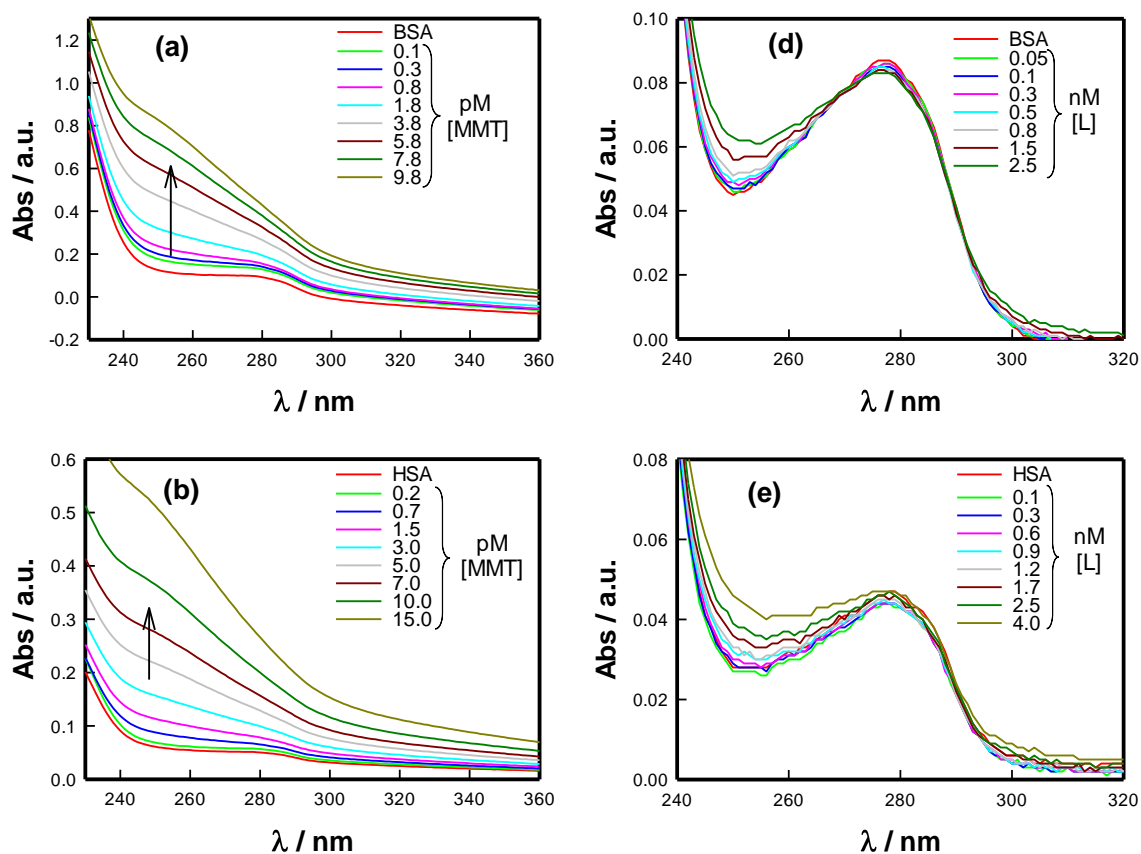 (a)
BSA
0.1
0.3
0.8
1.8
3.8
5.8
7.8
9.8
pM
[MMT]
Abs / a.u.
1.2
1.0
0.8
0.6
0.4
0.2
0.0
-0.2
240 260 280 300 320 340 360
λ / nm
(d)
BSA
0.05
0.1
0.3
0.5
0.8
1.5
2.5
nM
[L]
Abs / a.u.
0.10
0.08
0.06
0.04
0.02
0.00
240 260 280 300 320
λ / nm
(b)
HSA
0.2
0.7
1.5
3.0
5.0
7.0
10.0
15.0
pM
[MMT]
Abs / a.u.
0.6
0.5
0.4
0.3
0.2
0.1
0.0
240 260 280 300 320 340 360
λ / nm
(e)
HSA
0.1
0.3
0.6
0.9
1.2
1.7
2.5
4.0
nM
[L]
Abs / a.u.
0.08
0.06
0.04
0.02
0.00
240 260 280 300 320
λ / nm